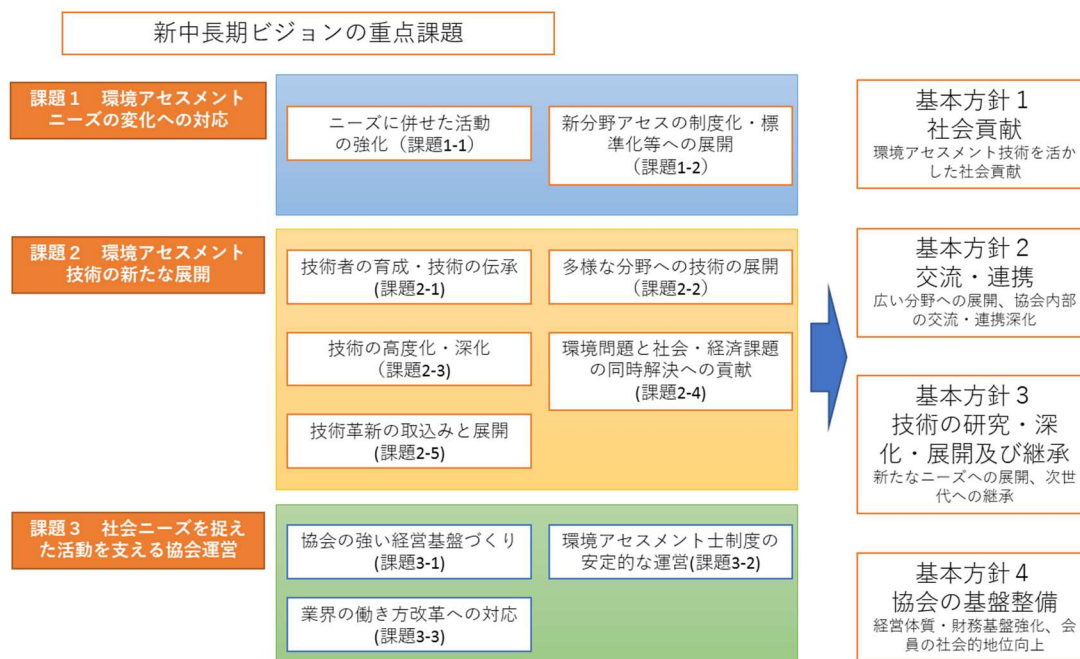 新中長期ビジョンの重点課題
課題１　環境アセスメント
ニーズの変化への対応
ニーズに併せた活動
の強化（課題1-1）
新分野アセスの制度化・標
準化等への展開
（課題1-2）
課題２　環境アセスメント
技術の新たな展開
技術者の育成・技術の伝承
(課題2-1)
多様な分野への技術の展開
（課題2-2）
技術の高度化・深化
（課題2-3)
環境問題と社会・経済課題
の同時解決への貢献
(課題2-4)
技術革新の取込みと展開
(課題2-5)
課題３　社会ニーズを捉え
た活動を支える協会運営
協会の強い経営基盤づくり
(課題3-1)
環境アセスメント士制度の
安定的な運営(課題3-2)
業界の働き方改革への対応
(課題3-3)
基本方針１
社会貢献
環境アセスメント技術を活か
した社会貢献
基本方針２
交流・連携
広い分野への展開、協会内部
の交流・連携深化
基本方針３
技術の研究・深
化・展開及び継承
新たなニーズへの展開、次世
代への継承
基本方針４
協会の基盤整備
経営体質・財務基盤強化、会
員の社会的地位向上